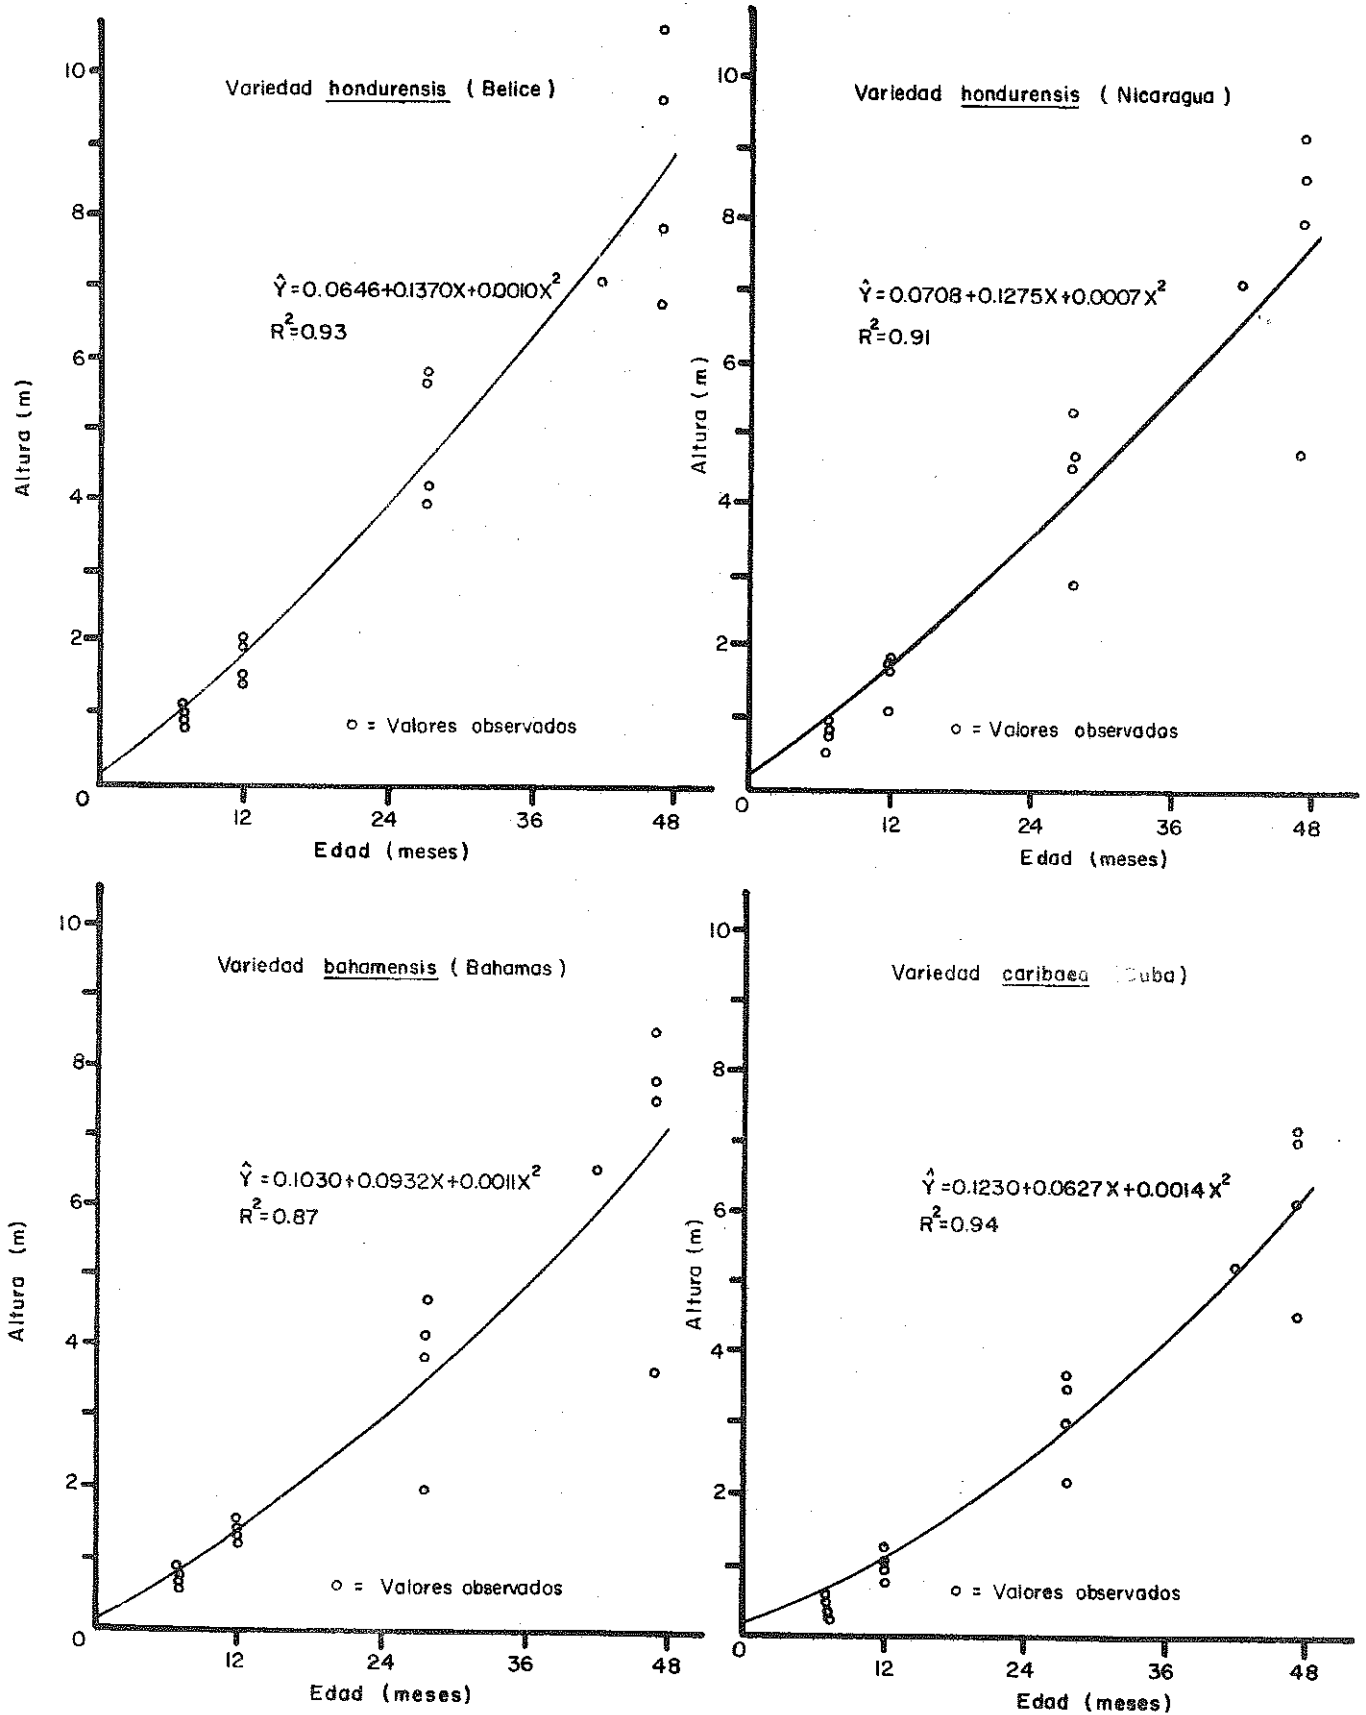 Variedad hondurensis (Belice)
Ŷ=0.0646+0.1370X+0.0010X²
R²=0.93
o = Valores observados
Altura (m)
10
8
6
4
2
0
12
24
36
48
Edad (meses)
Variedad hondurensis (Nicaragua)
Ŷ=0.0708+0.1275X+0.0007X²
R²=0.91
o = Valores observados
Altura (m)
10
8
6
4
2
0
12
24
36
48
Edad (meses)
Variedad bahamensis (Bahamas)
Ŷ=0.1030+0.0932X+0.0011X²
R²=0.87
o = Valores observados
Altura (m)
10
8
6
4
2
0
12
24
36
48
Edad (meses)
Variedad caribaea (Cuba)
Ŷ=0.1230+0.0627X+0.0014X²
R²=0.94
o = Valores observados
Altura (m)
10
8
6
4
2
0
12
24
36
48
Edad (meses)